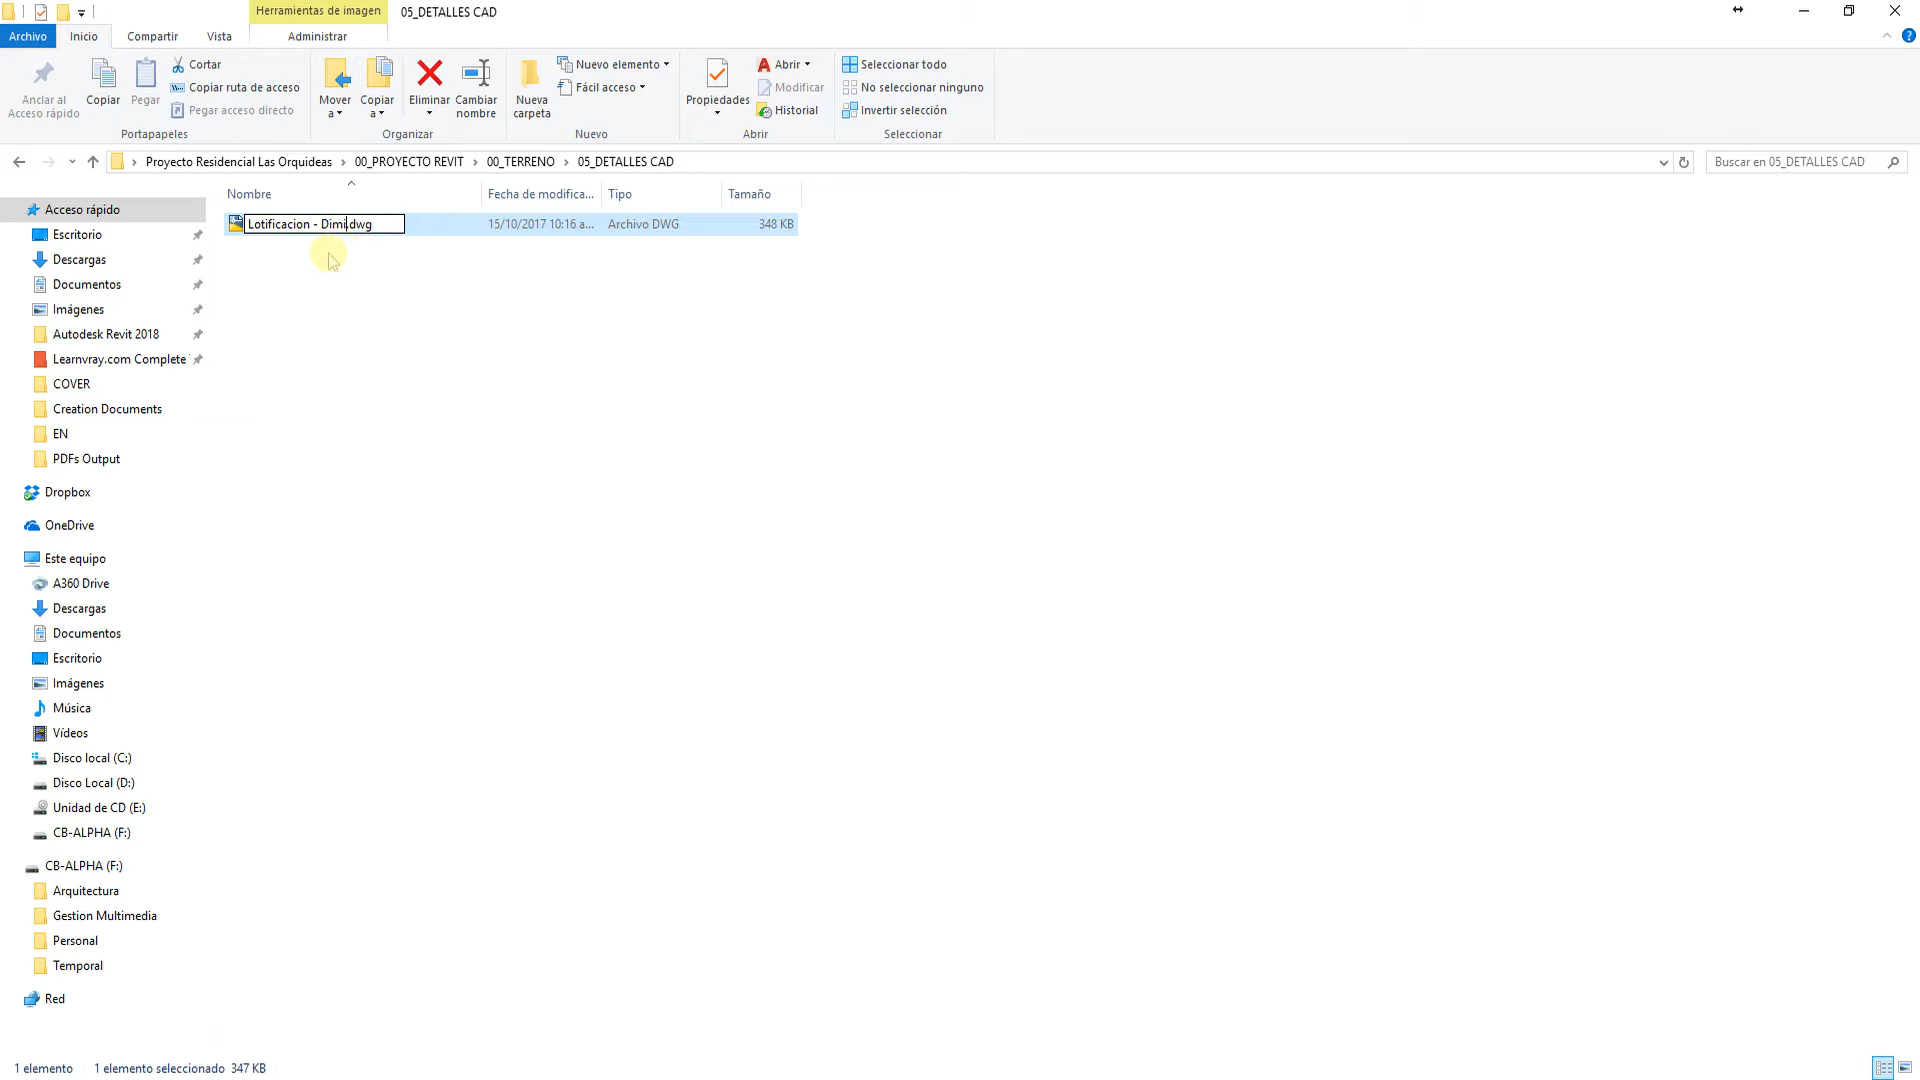 Herramientas de imagen
05_DETALLES CAD
Archivo
Inicio
Compartir
Vista
Administrar
Anclar al
Acceso rápido
Copiar
Pegar
Cortar
Copiar ruta de acceso
Pegar acceso directo
Portapapeles
Mover
a
Copiar
a
Eliminar
Cambiar
nombre
Organizar
Nueva
carpeta
Nuevo elemento
Fácil acceso
Nuevo
Propiedades
Abrir
Modificar
Historial
Abrir
Seleccionar todo
No seleccionar ninguno
Invertir selección
Seleccionar
Proyecto Residencial Las Orquideas > 00_PROYECTO REVIT > 00_TERRENO > 05_DETALLES CAD
Buscar en 05_DETALLES CAD
Nombre
Fecha de modifica...
Tipo
Tamaño
Lotificacion - Dimi.dwg
15/10/2017 10:16 a...
Archivo DWG
348 KB
Acceso rápido
Escritorio
Descargas
Documentos
Imágenes
Autodesk Revit 2018
Learnvray.com Complete
COVER
Creation Documents
EN
PDFs Output
Dropbox
OneDrive
Este equipo
A360 Drive
Descargas
Documentos
Escritorio
Imágenes
Música
Vídeos
Disco local (C:)
Disco Local (D:)
Unidad de CD (E:)
CB-ALPHA (F:)
CB-ALPHA (F:)
Arquitectura
Gestion Multimedia
Personal
Temporal
Red
1 elemento
1 elemento seleccionado 347 KB